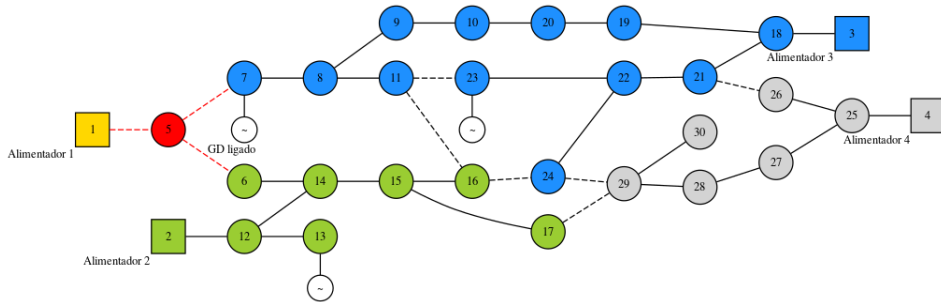 9 10 20 19
18 3
Alimentador 3
7 8 11 23 22 21
26
1 5 ~ ~ 25 4
Alimentador 1 GD ligado Alimentador 4
30
6 14 15 16 24 29 28 27
2 12 13 17
Alimentador 2
~